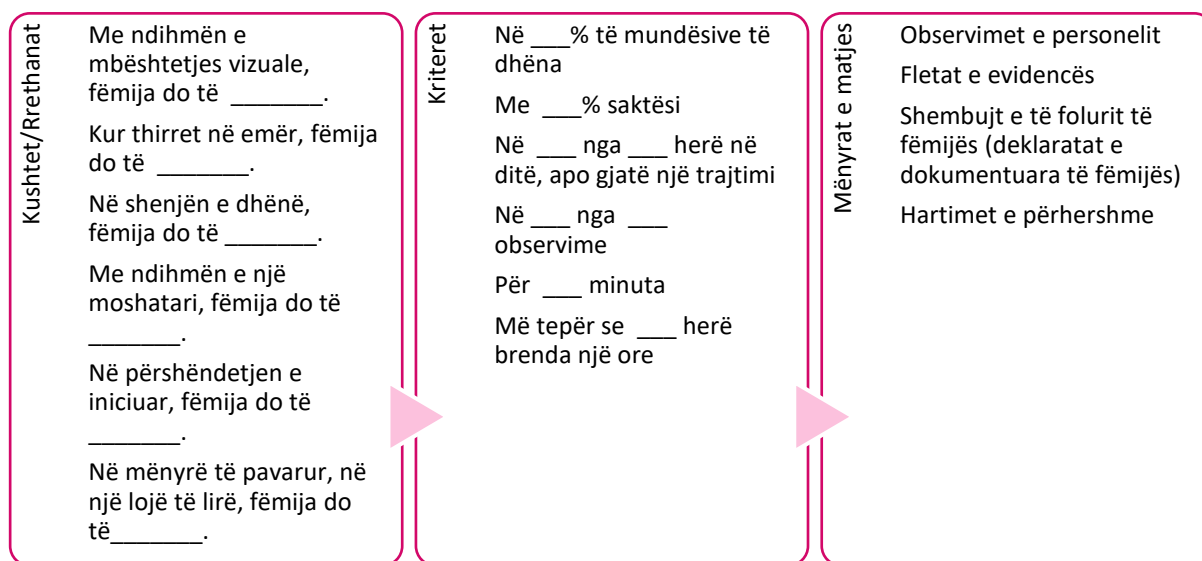 Kushtet/Rrethanat
Me ndihmën e
mbështetjes vizuale,
fëmija do të _______.
Kur thirret në emër, fëmija
do të _______.
Në shenjën e dhënë,
fëmija do të _______.
Me ndihmën e një
moshatari, fëmija do të
_______.
Në përshëndetjen e
iniciuar, fëmija do të
_______.
Në mënyrë të pavarur, në
një lojë të lirë, fëmija do
të_______.
Kriteret
Në ___% të mundësive të
dhëna
Me ___% saktësi
Në ___ nga ___ herë në
ditë, apo gjatë një trajtimi
Në ___ nga ___
observime
Për ___ minuta
Më tepër se ___ herë
brenda një ore
Mënyrat e matjes
Observimet e personelit
Fletat e evidencës
Shembujt e të folurit të
fëmijës (deklaratat e
dokumentuara të fëmijës)
Hartimet e përhershme